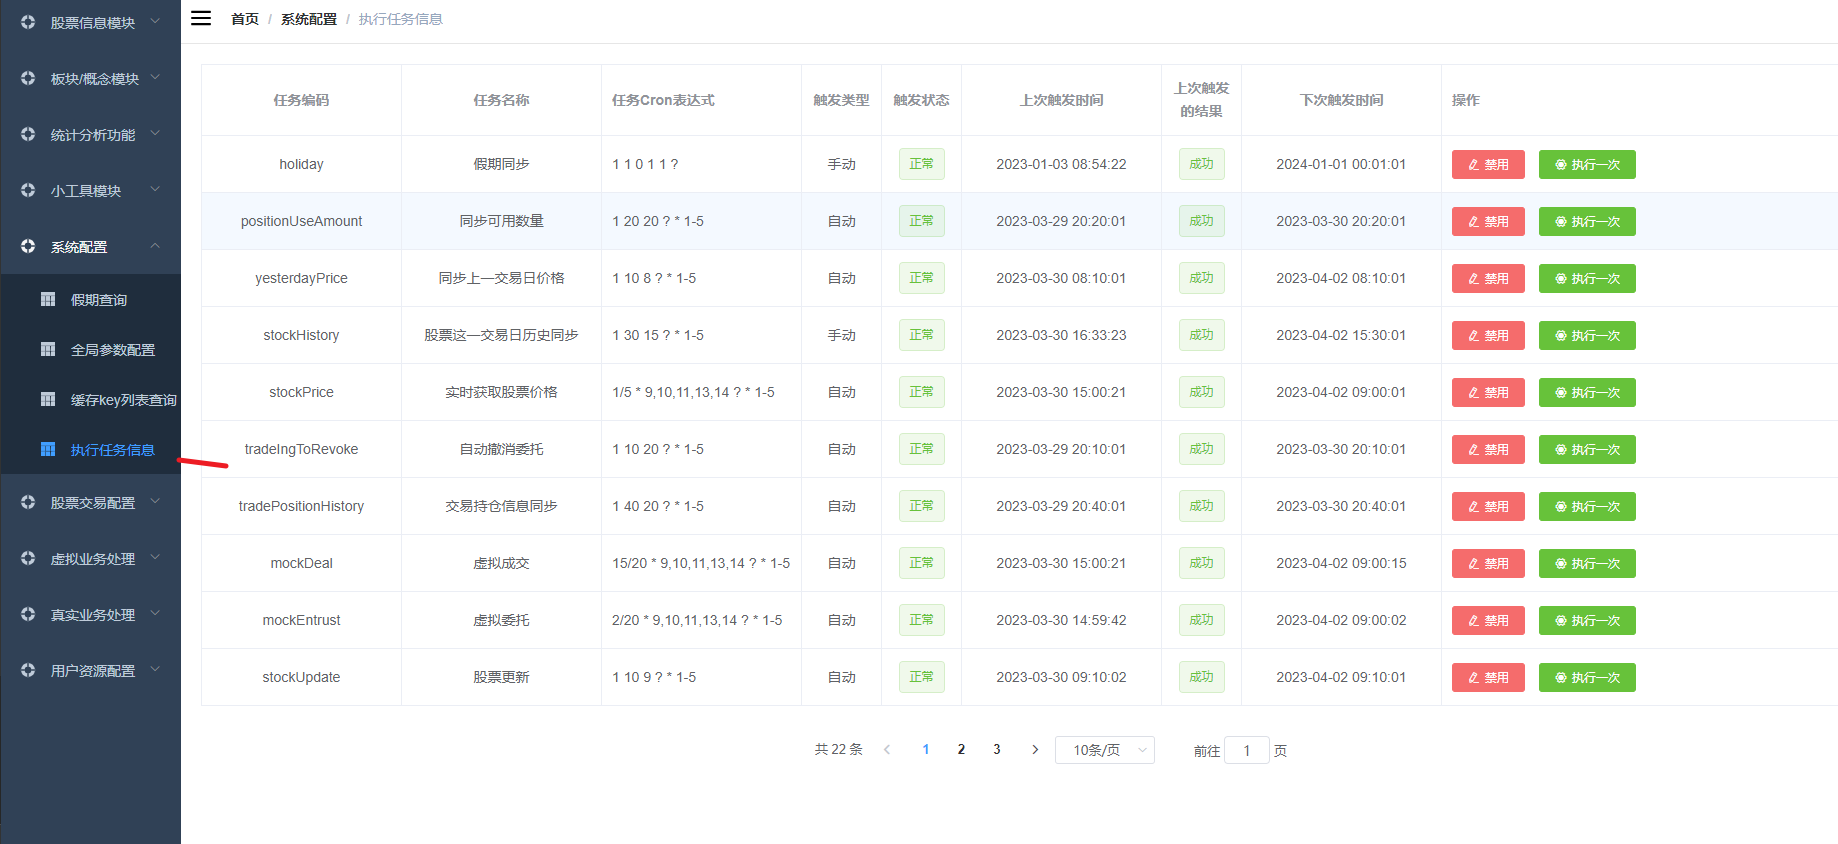 股票信息模块
板块/概念模块
统计分析功能
小工具模块
系统配置
假期查询
全局参数配置
缓存key列表查询
执行任务信息
股票交易配置
虚拟业务处理
真实业务处理
用户资源配置
首页 / 系统配置 / 执行任务信息
任务编码 任务名称 任务Cron表达式 触发类型 触发状态 上次触发时间 上次触发的结果 下次触发时间 操作
holiday 假期同步 1 1 0 1 1 ? 手动 正常 2023-01-03 08:54:22 成功 2024-01-01 00:01:01 禁用 执行一次
positionUseAmount 同步可用数量 1 20 20 ? * 1-5 自动 正常 2023-03-29 20:20:01 成功 2023-03-30 20:20:01 禁用 执行一次
yesterdayPrice 同步上一交易日价格 1 10 8 ? * 1-5 自动 正常 2023-03-30 08:10:01 成功 2023-04-02 08:10:01 禁用 执行一次
stockHistory 股票这一交易日历史同步 1 30 15 ? * 1-5 手动 正常 2023-03-30 16:33:23 成功 2023-04-02 15:30:01 禁用 执行一次
stockPrice 实时获取股票价格 1/5 * 9,10,11,13,14 ? * 1-5 自动 正常 2023-03-30 15:00:21 成功 2023-04-02 09:00:01 禁用 执行一次
tradeIngToRevoke 自动撤消委托 1 10 20 ? * 1-5 自动 正常 2023-03-29 20:10:01 成功 2023-03-30 20:10:01 禁用 执行一次
tradePositionHistory 交易持仓信息同步 1 40 20 ? * 1-5 自动 正常 2023-03-29 20:40:01 成功 2023-03-30 20:40:01 禁用 执行一次
mockDeal 虚拟成交 15/20 * 9,10,11,13,14 ? * 1-5 自动 正常 2023-03-30 15:00:21 成功 2023-04-02 09:00:15 禁用 执行一次
mockEntrust 虚拟委托 2/20 * 9,10,11,13,14 ? * 1-5 自动 正常 2023-03-30 14:59:42 成功 2023-04-02 09:00:02 禁用 执行一次
stockUpdate 股票更新 1 10 9 ? * 1-5 自动 正常 2023-03-30 09:10:02 成功 2023-04-02 09:10:01 禁用 执行一次
共 22 条 1 2 3 10条/页 前往 1 页